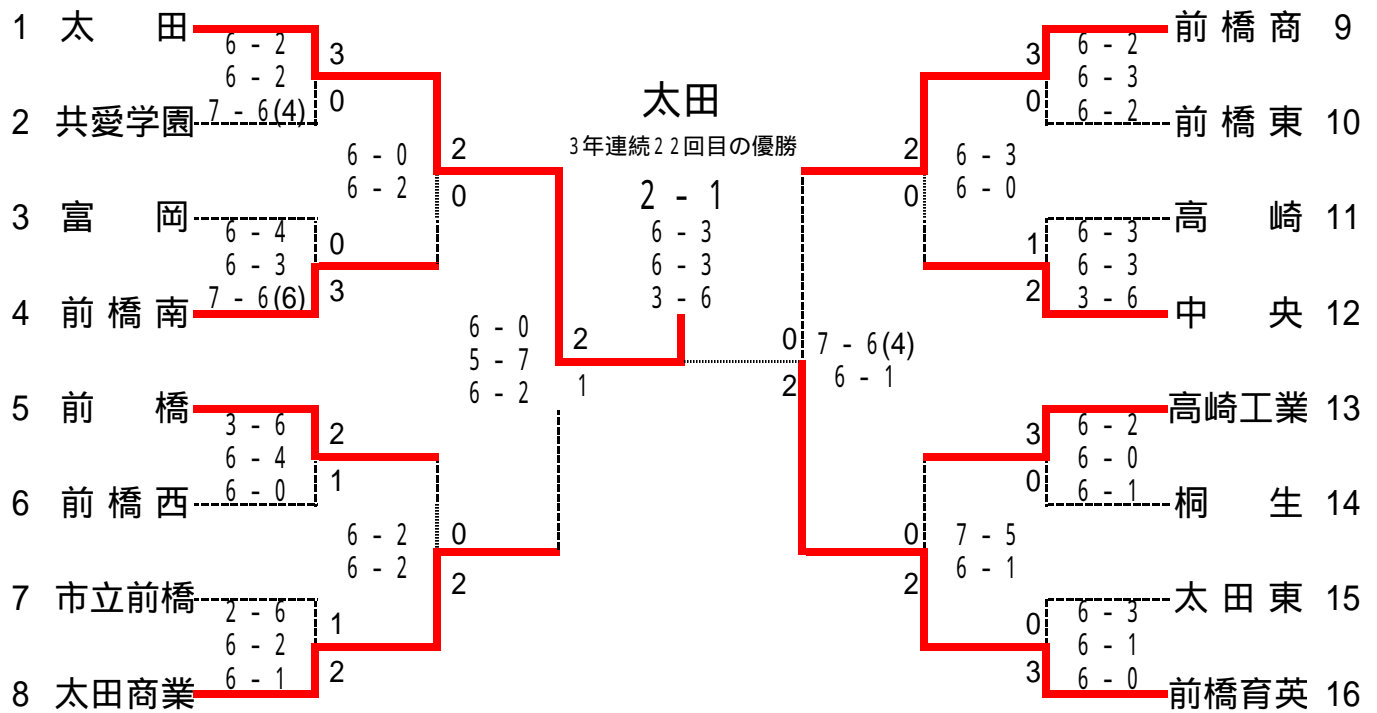 1 太 田
6 - 2
6 - 2
7 - 6(4)
3
0
2 共愛学園
6 - 0
6 - 2
2
0
3 富 岡
6 - 4
6 - 3
7 - 6(6)
0
3
4 前橋南
6 - 0
5 - 7
6 - 2
2
1
5 前 橋
3 - 6
6 - 4
6 - 0
2
1
6 前橋西
6 - 2
6 - 2
0
2
7 市立前橋
2 - 6
6 - 2
6 - 1
1
2
8 太田商業
太田
3年連続22回目の優勝
2 - 1
6 - 3
6 - 3
3 - 6
前橋商 9
3
0
6 - 2
6 - 3
6 - 2
前橋東 10
2
0
6 - 3
6 - 0
高 崎 11
1
2
6 - 3
6 - 3
3 - 6
中 央 12
0
2
7 - 6(4)
6 - 1
高崎工業 13
3
0
6 - 2
6 - 0
6 - 1
桐 生 14
0
2
7 - 5
6 - 1
太田東 15
0
3
6 - 3
6 - 1
6 - 0
前橋育英 16